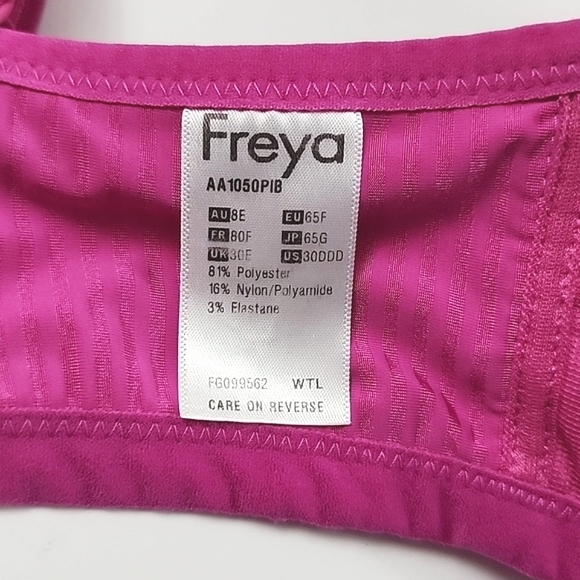 Freya
AA1050PIB
AU 8E EU 65F
FR 80F JP 65G
UK 30E US 30DDD
81% Polyester
16% Nylon/Polyamide
3% Elastane
FG099562 WTL
CARE ON REVERSE